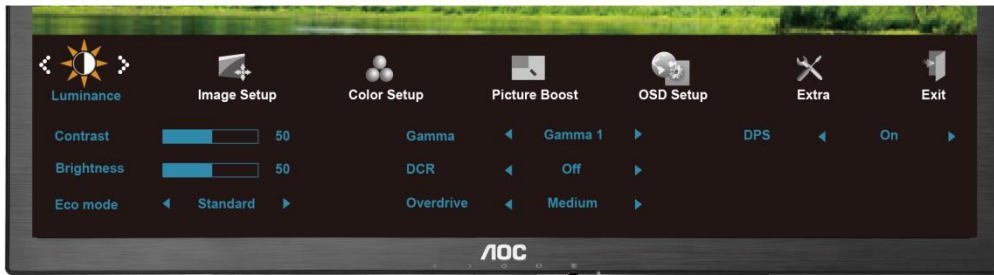 Luminance Image Setup Color Setup Picture Boost OSD Setup Extra Exit
Contrast 50 Gamma Gamma 1 DPS On
Brightness 50 DCR Off
Eco mode Standard Overdrive Medium
AOC